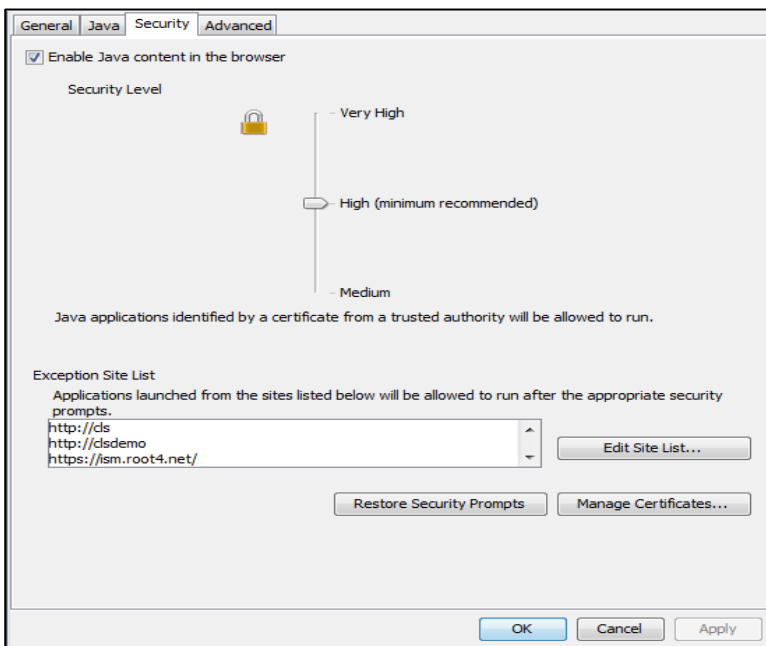 General Java Security Advanced
Enable Java content in the browser
Security Level
Very High
High (minimum recommended)
Medium
Java applications identified by a certificate from a trusted authority will be allowed to run.
Exception Site List
Applications launched from the sites listed below will be allowed to run after the appropriate security
prompts.
http://cls
http://clsdemo
https://ism.root4.net/
Edit Site List...
Restore Security Prompts Manage Certificates...
OK Cancel Apply